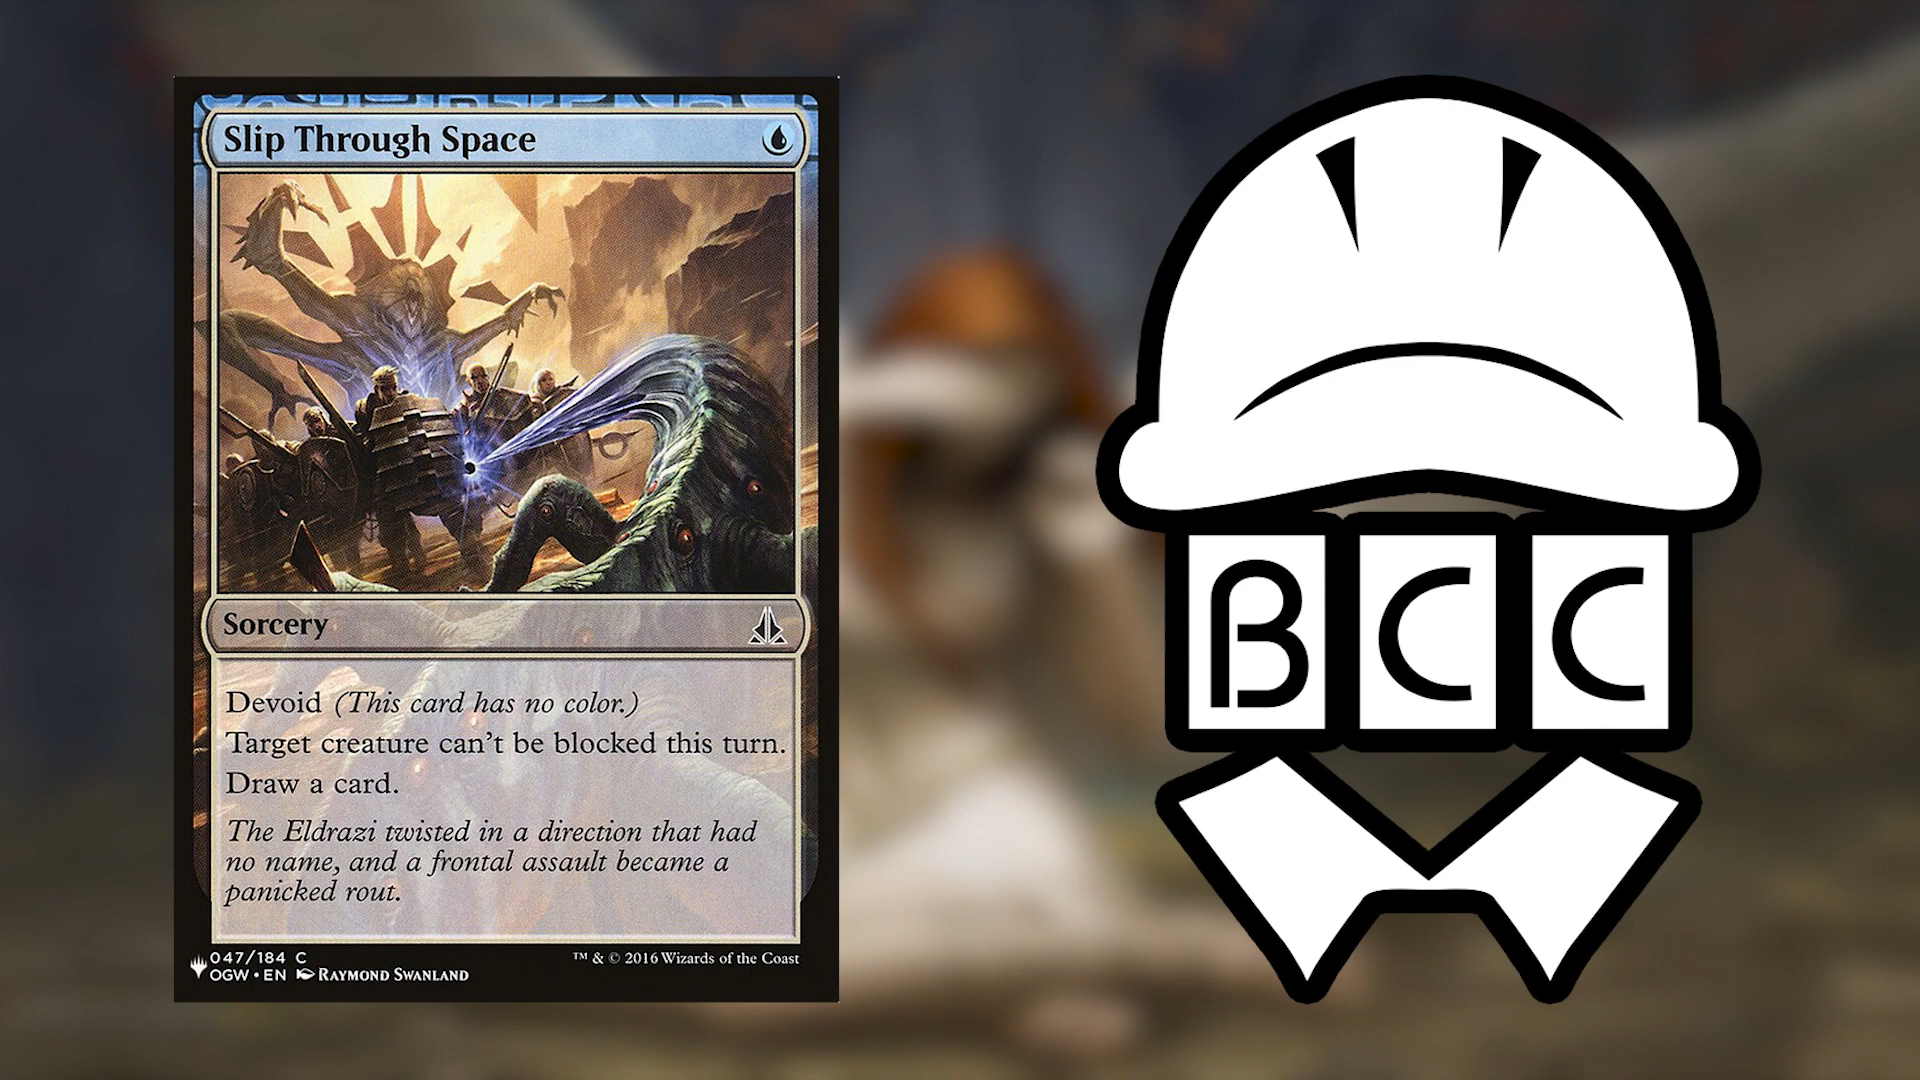 Slip Through Space
Sorcery
Devoid (This card has no color.)
Target creature can't be blocked this turn.
Draw a card.
The Eldrazi twisted in a direction that had
no name, and a frontal assault became a
panicked rout.
047/184 C
OGW • EN Raymond Swanland
™ & © 2016 Wizards of the Coast
BCC